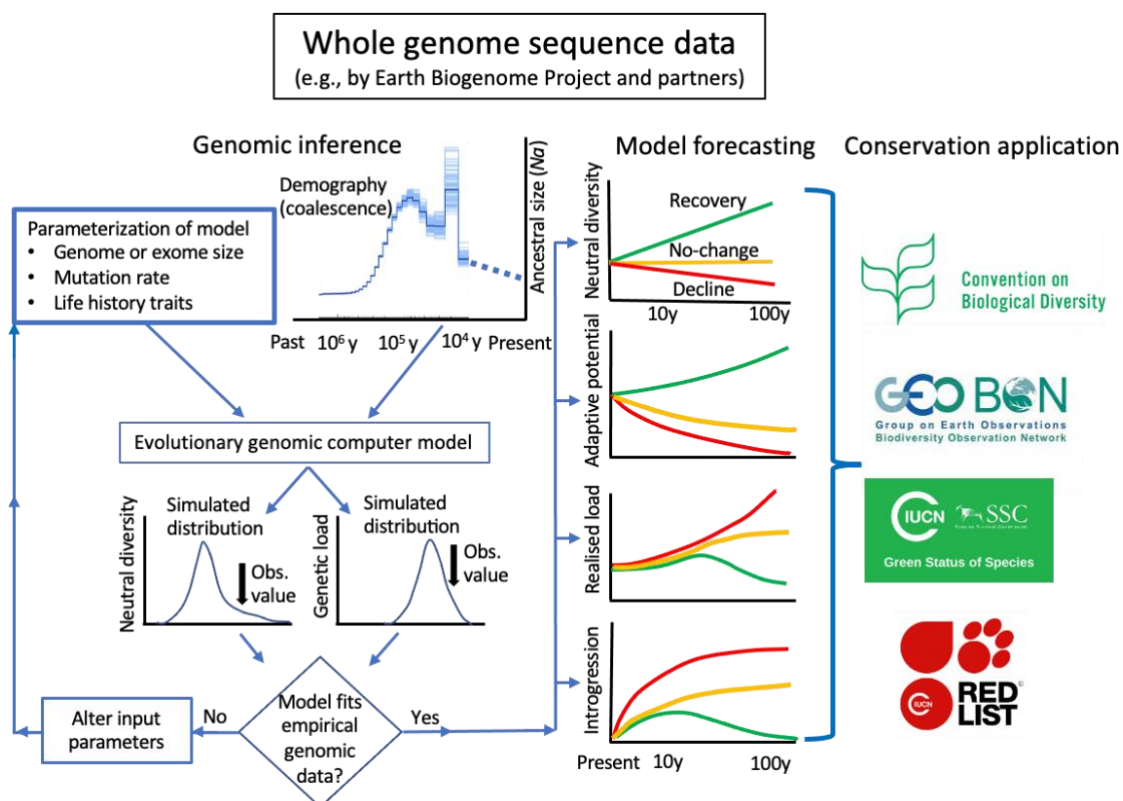 Whole genome sequence data
(e.g., by Earth Biogenome Project and partners)
Genomic inference
Model forecasting
Conservation application
Parameterization of model
• Genome or exome size
• Mutation rate
• Life history traits
Demography
(coalescence)
Ancestral size (Na)
Past 10⁶ y 10⁵ y 10⁴ y Present
Evolutionary genomic computer model
Simulated
distribution
Neutral diversity
Obs.
value
Simulated
distribution
Genetic load
Obs.
value
Model fits
empirical
genomic
data?
No
Yes
Alter input
parameters
Neutral diversity
Recovery
No-change
Decline
10y 100y
Adaptive potential
Realised load
Introgression
Present 10y 100y
Convention on
Biological Diversity
GEO BON
Group on Earth Observations
Biodiversity Observation Network
IUCN
SSC
Green Status of Species
IUCN
RED
LIST